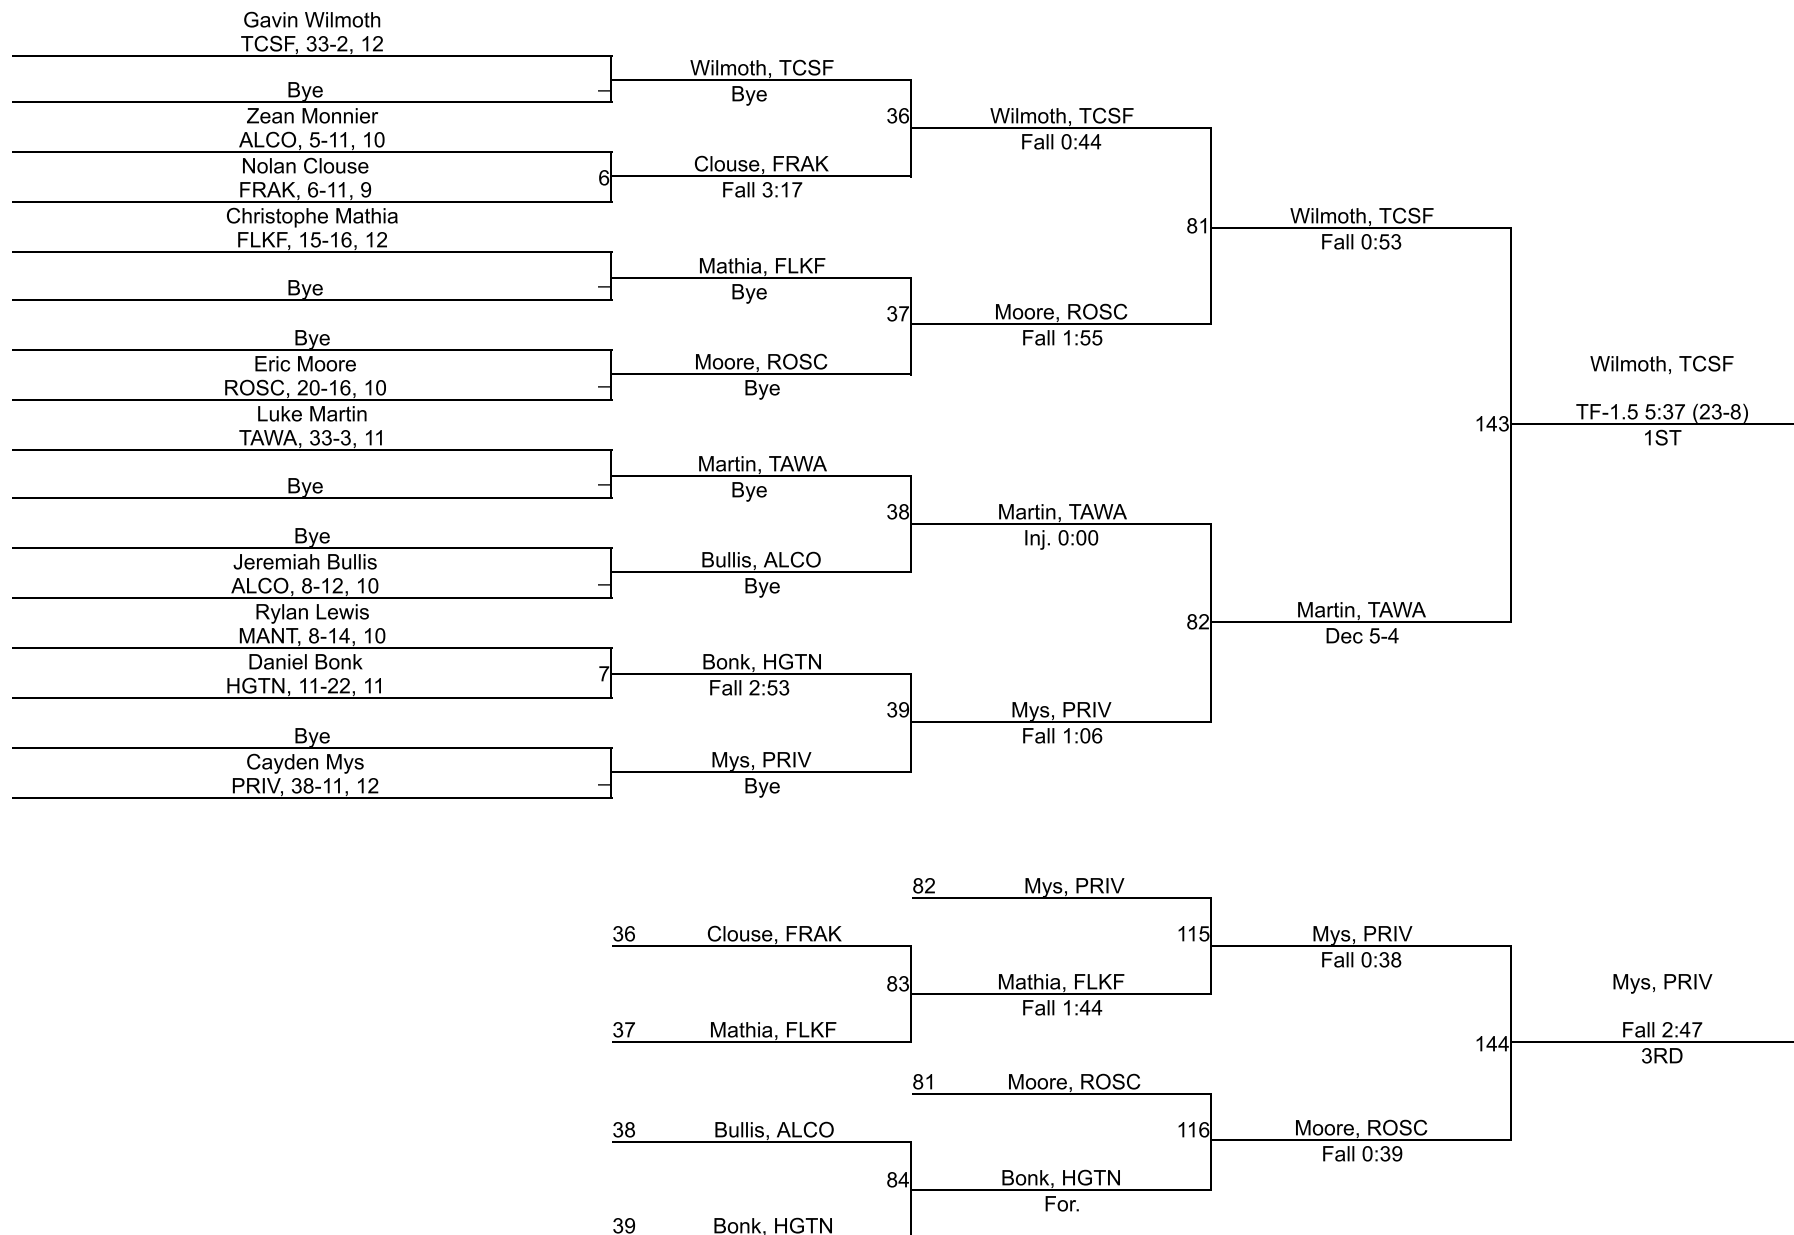 Gavin Wilmoth
TCSF, 33-2, 12
Bye
Zean Monnier
ALCO, 5-11, 10
Nolan Clouse
FRAK, 6-11, 9
6
Christophe Mathia
FLKF, 15-16, 12
Bye
Bye
Eric Moore
ROSC, 20-16, 10
Luke Martin
TAWA, 33-3, 11
Bye
Bye
Jeremiah Bullis
ALCO, 8-12, 10
Rylan Lewis
MANT, 8-14, 10
Daniel Bonk
HGTN, 11-22, 11
7
Bye
Cayden Mys
PRIV, 38-11, 12
Wilmoth, TCSF
Bye
36
Clouse, FRAK
Fall 3:17
Mathia, FLKF
Bye
37
Moore, ROSC
Bye
Martin, TAWA
Bye
38
Bullis, ALCO
Bye
Bonk, HGTN
Fall 2:53
39
Mys, PRIV
Bye
Wilmoth, TCSF
Fall 0:44
81
Moore, ROSC
Fall 1:55
Martin, TAWA
Inj. 0:00
82
Mys, PRIV
Fall 1:06
Wilmoth, TCSF
Fall 0:53
143
Martin, TAWA
Dec 5-4
Wilmoth, TCSF
TF-1.5 5:37 (23-8)
1ST
82 Mys, PRIV
36 Clouse, FRAK
83
37 Mathia, FLKF
Mathia, FLKF
Fall 1:44
115
Mys, PRIV
Fall 0:38
81 Moore, ROSC
38 Bullis, ALCO
84
39 Bonk, HGTN
Bonk, HGTN
For.
116
Moore, ROSC
Fall 0:39
144
Mys, PRIV
Fall 2:47
3RD